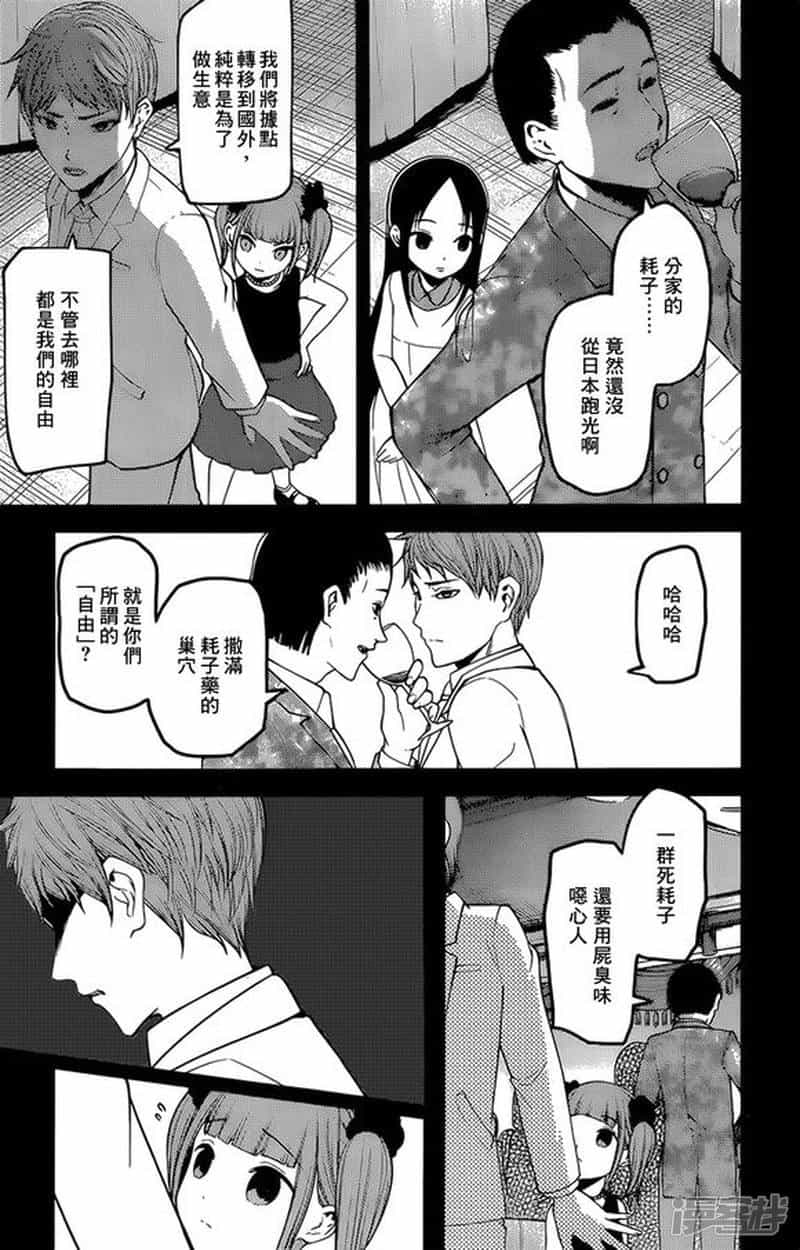 分家的
耗子……
竟然還沒
從日本跑光啊
我們將據點
轉移到國外，
純粹是為了
做生意
不管去哪裡
都是我們的自由
哈哈哈
撒滿
耗子藥的
巢穴
就是你們
所謂的
「自由」?
一群死耗子
還要用屍臭味
噁心人
漫客栈